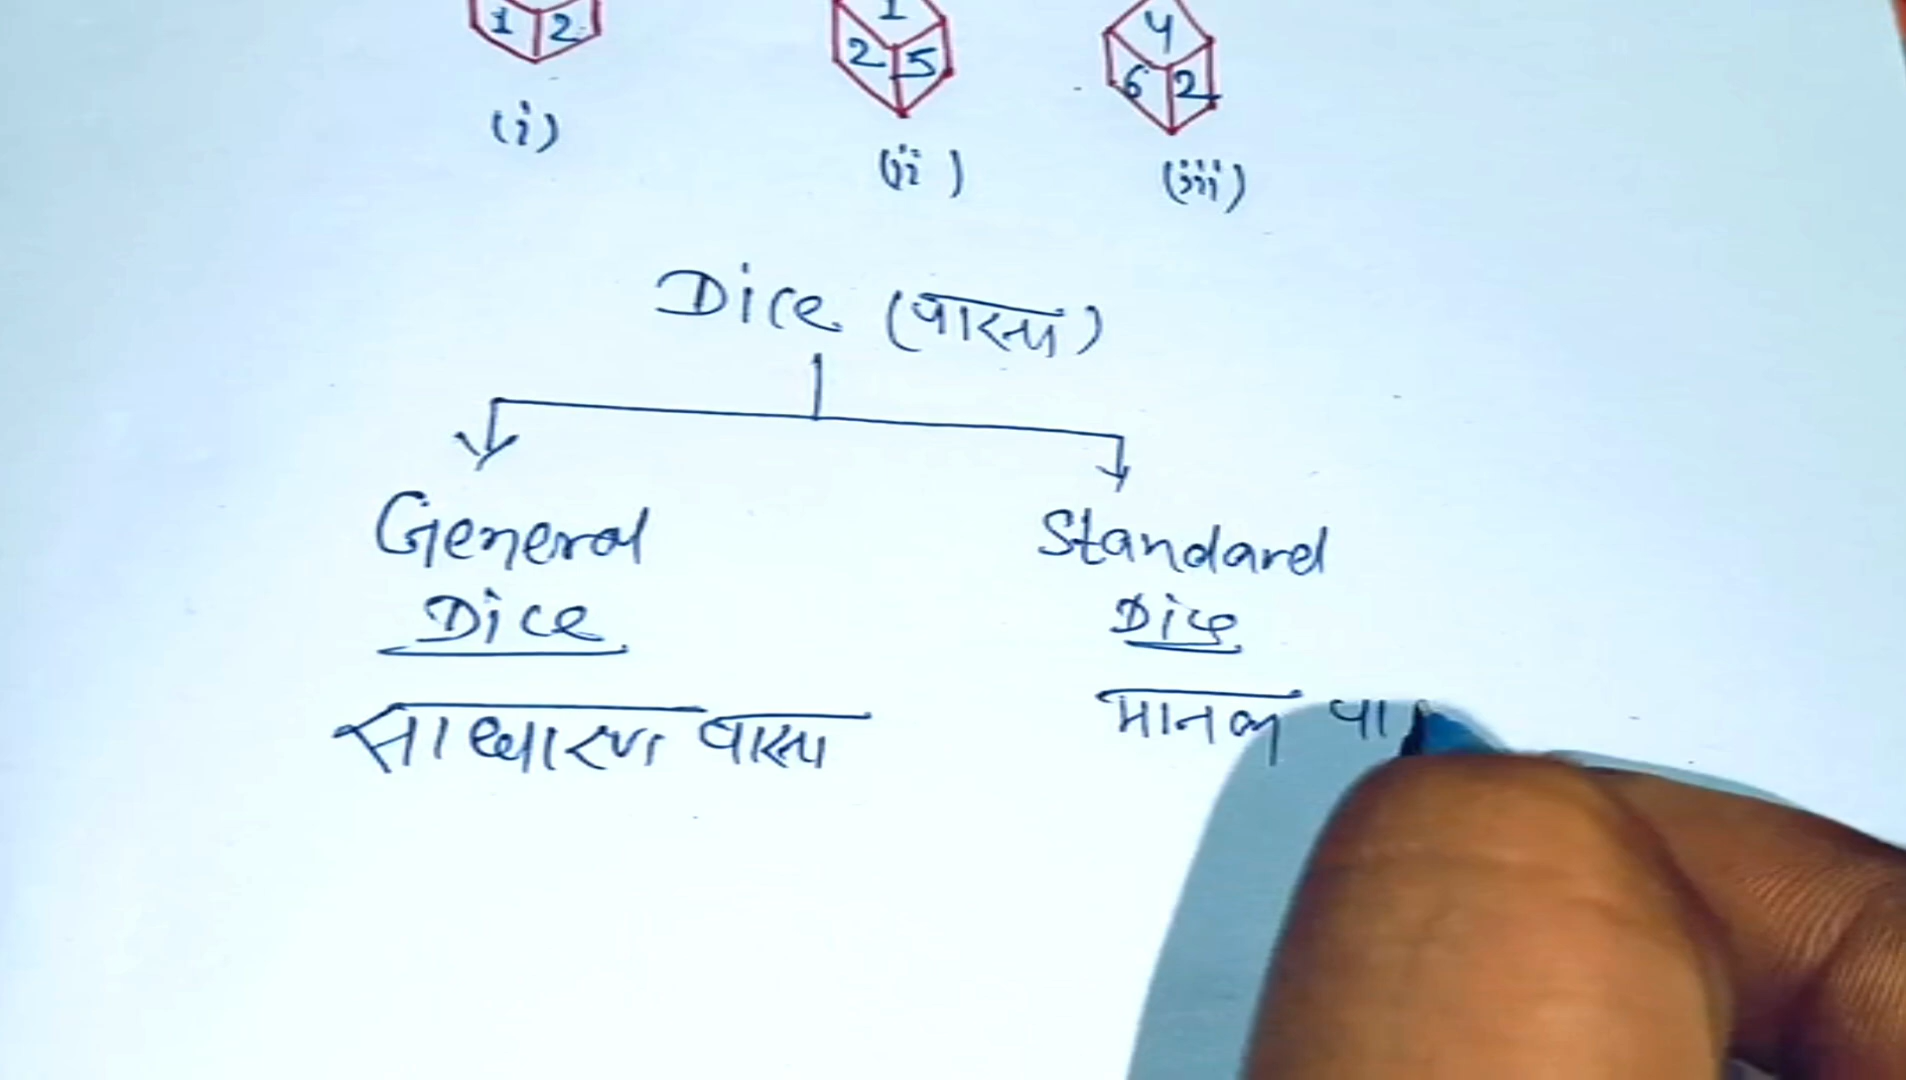 1 2
1
2 5
4
6 2
(i)
(ii)
(iii)
Dice (पासा)
General Standard
Dice Dice
साधारण पासा मानक पा